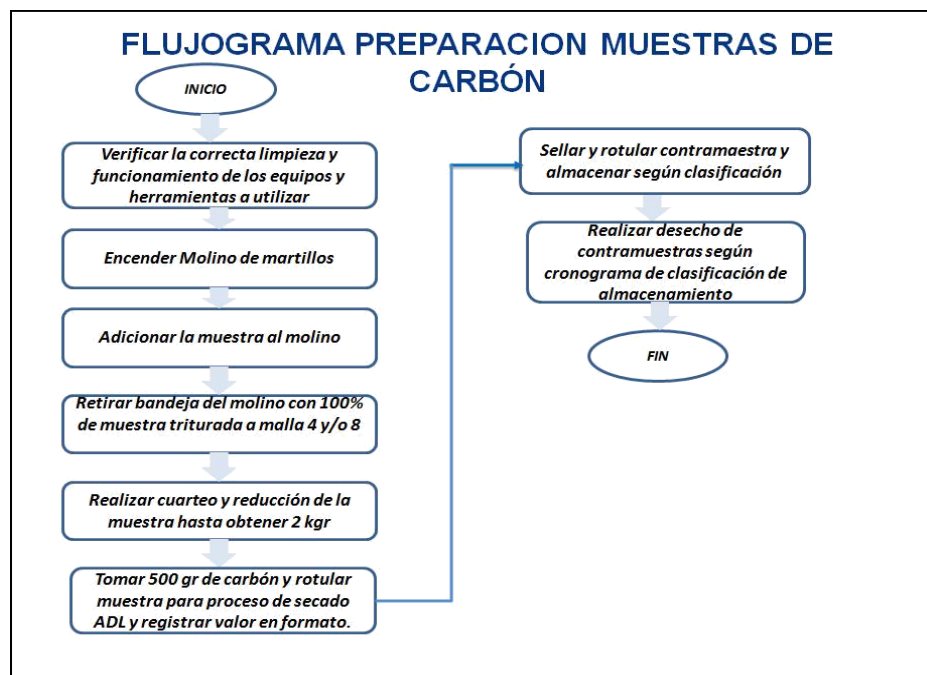 FLUJOGRAMA PREPARACION MUESTRAS DE
CARBÓN
INICIO
Verificar la correcta limpieza y
funcionamiento de los equipos y
herramientas a utilizar
Encender Molino de martillos
Adicionar la muestra al molino
Retirar bandeja del molino con 100%
de muestra triturada a malla 4 y/o 8
Realizar cuarteo y reducción de la
muestra hasta obtener 2 kgr
Tomar 500 gr de carbón y rotular
muestra para proceso de secado
ADL y registrar valor en formato.
Sellar y rotular contramaestra y
almacenar según clasificación
Realizar desecho de
contramuestras según
cronograma de clasificación de
almacenamiento
FIN